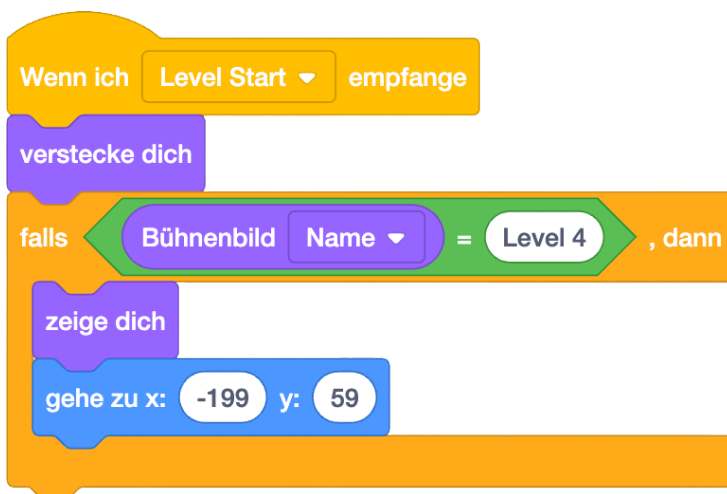 Wenn ich Level Start empfange
verstecke dich
falls Bühnenbild Name = Level 4 , dann
zeige dich
gehe zu x: -199 y: 59